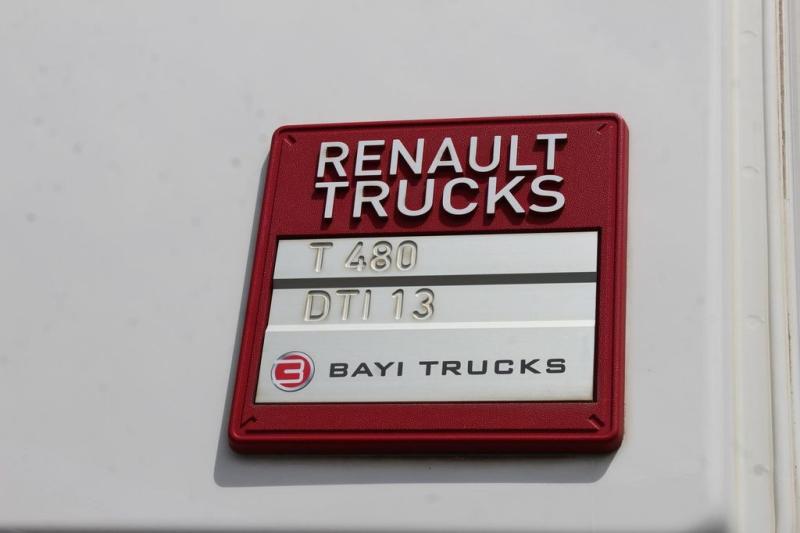 RENAULT
TRUCKS
T 480
DTI 13
BAYI TRUCKS